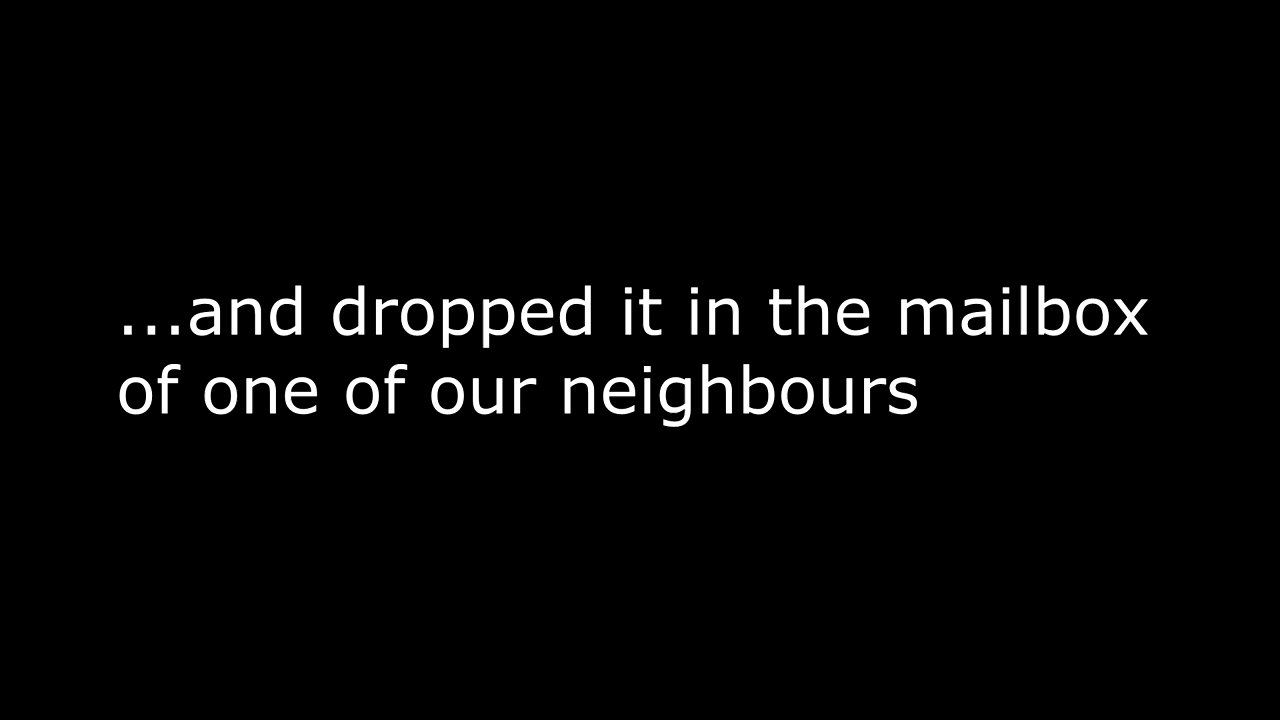 ...and dropped it in the mailbox
of one of our neighbours